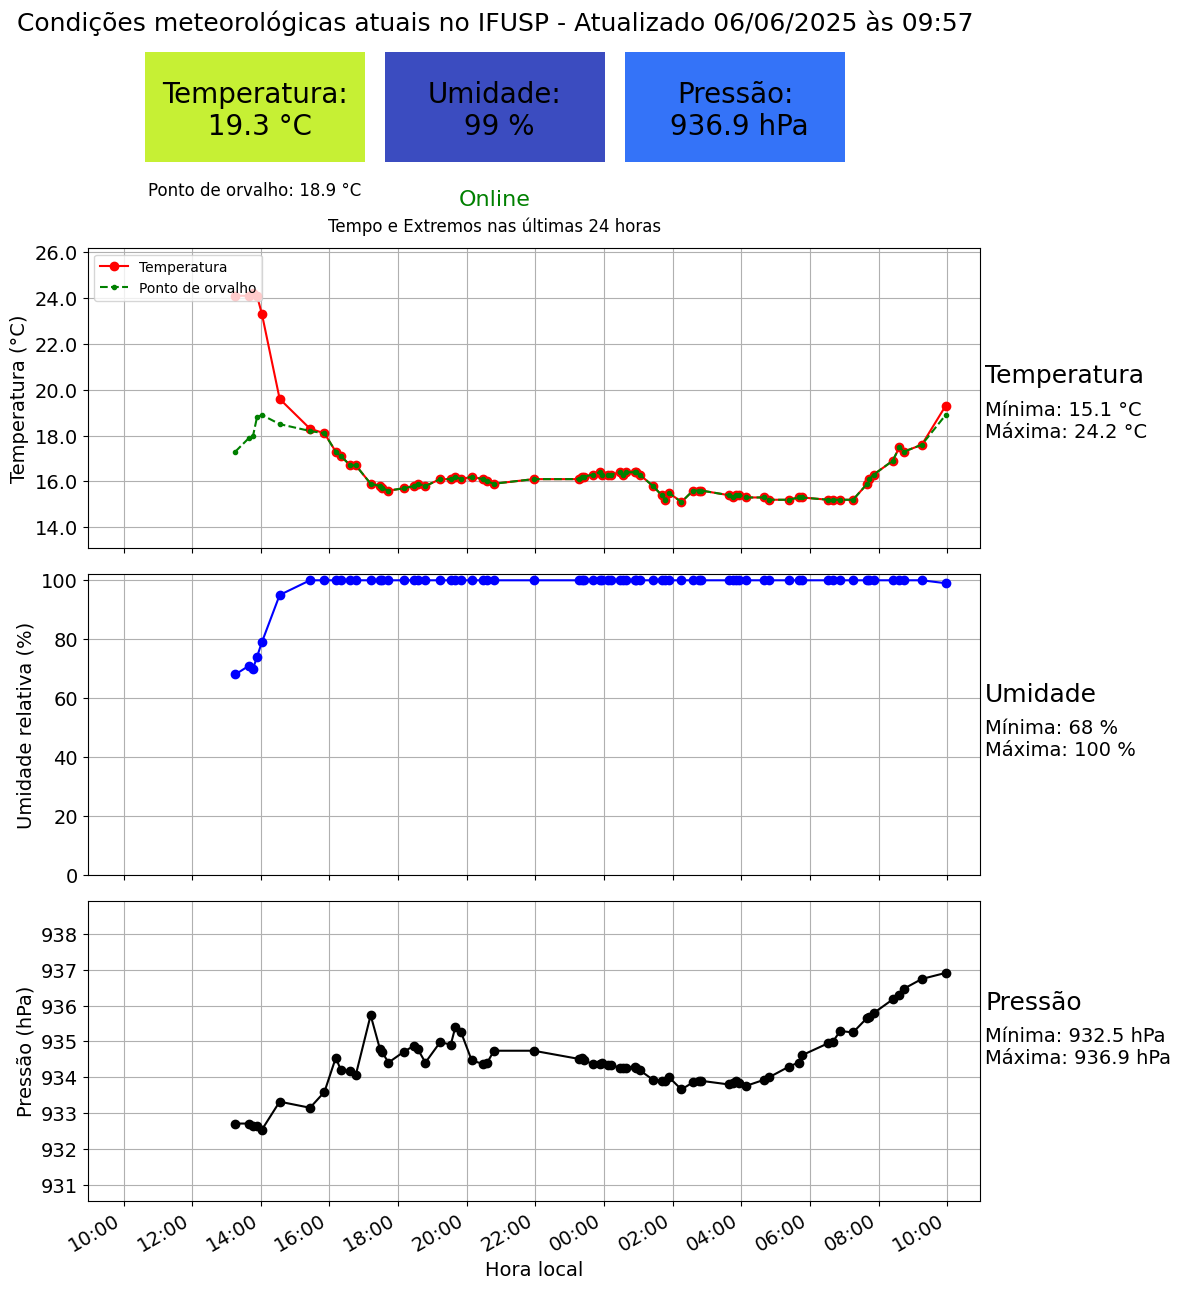 Condições meteorológicas atuais no IFUSP - Atualizado 06/06/2025 às 09:57
Temperatura:
19.3 °C
Umidade:
99 %
Pressão:
936.9 hPa
Ponto de orvalho: 18.9 °C
Online
Tempo e Extremos nas últimas 24 horas
Temperatura (°C)
26.0
24.0
22.0
20.0
18.0
16.0
14.0
Temperatura
Ponto de orvalho
Temperatura
Mínima: 15.1 °C
Máxima: 24.2 °C
Umidade relativa (%)
100
80
60
40
20
0
Umidade
Mínima: 68 %
Máxima: 100 %
Pressão (hPa)
938
937
936
935
934
933
932
931
Pressão
Mínima: 932.5 hPa
Máxima: 936.9 hPa
10:00
12:00
14:00
16:00
18:00
20:00
22:00
00:00
02:00
04:00
06:00
08:00
10:00
Hora local